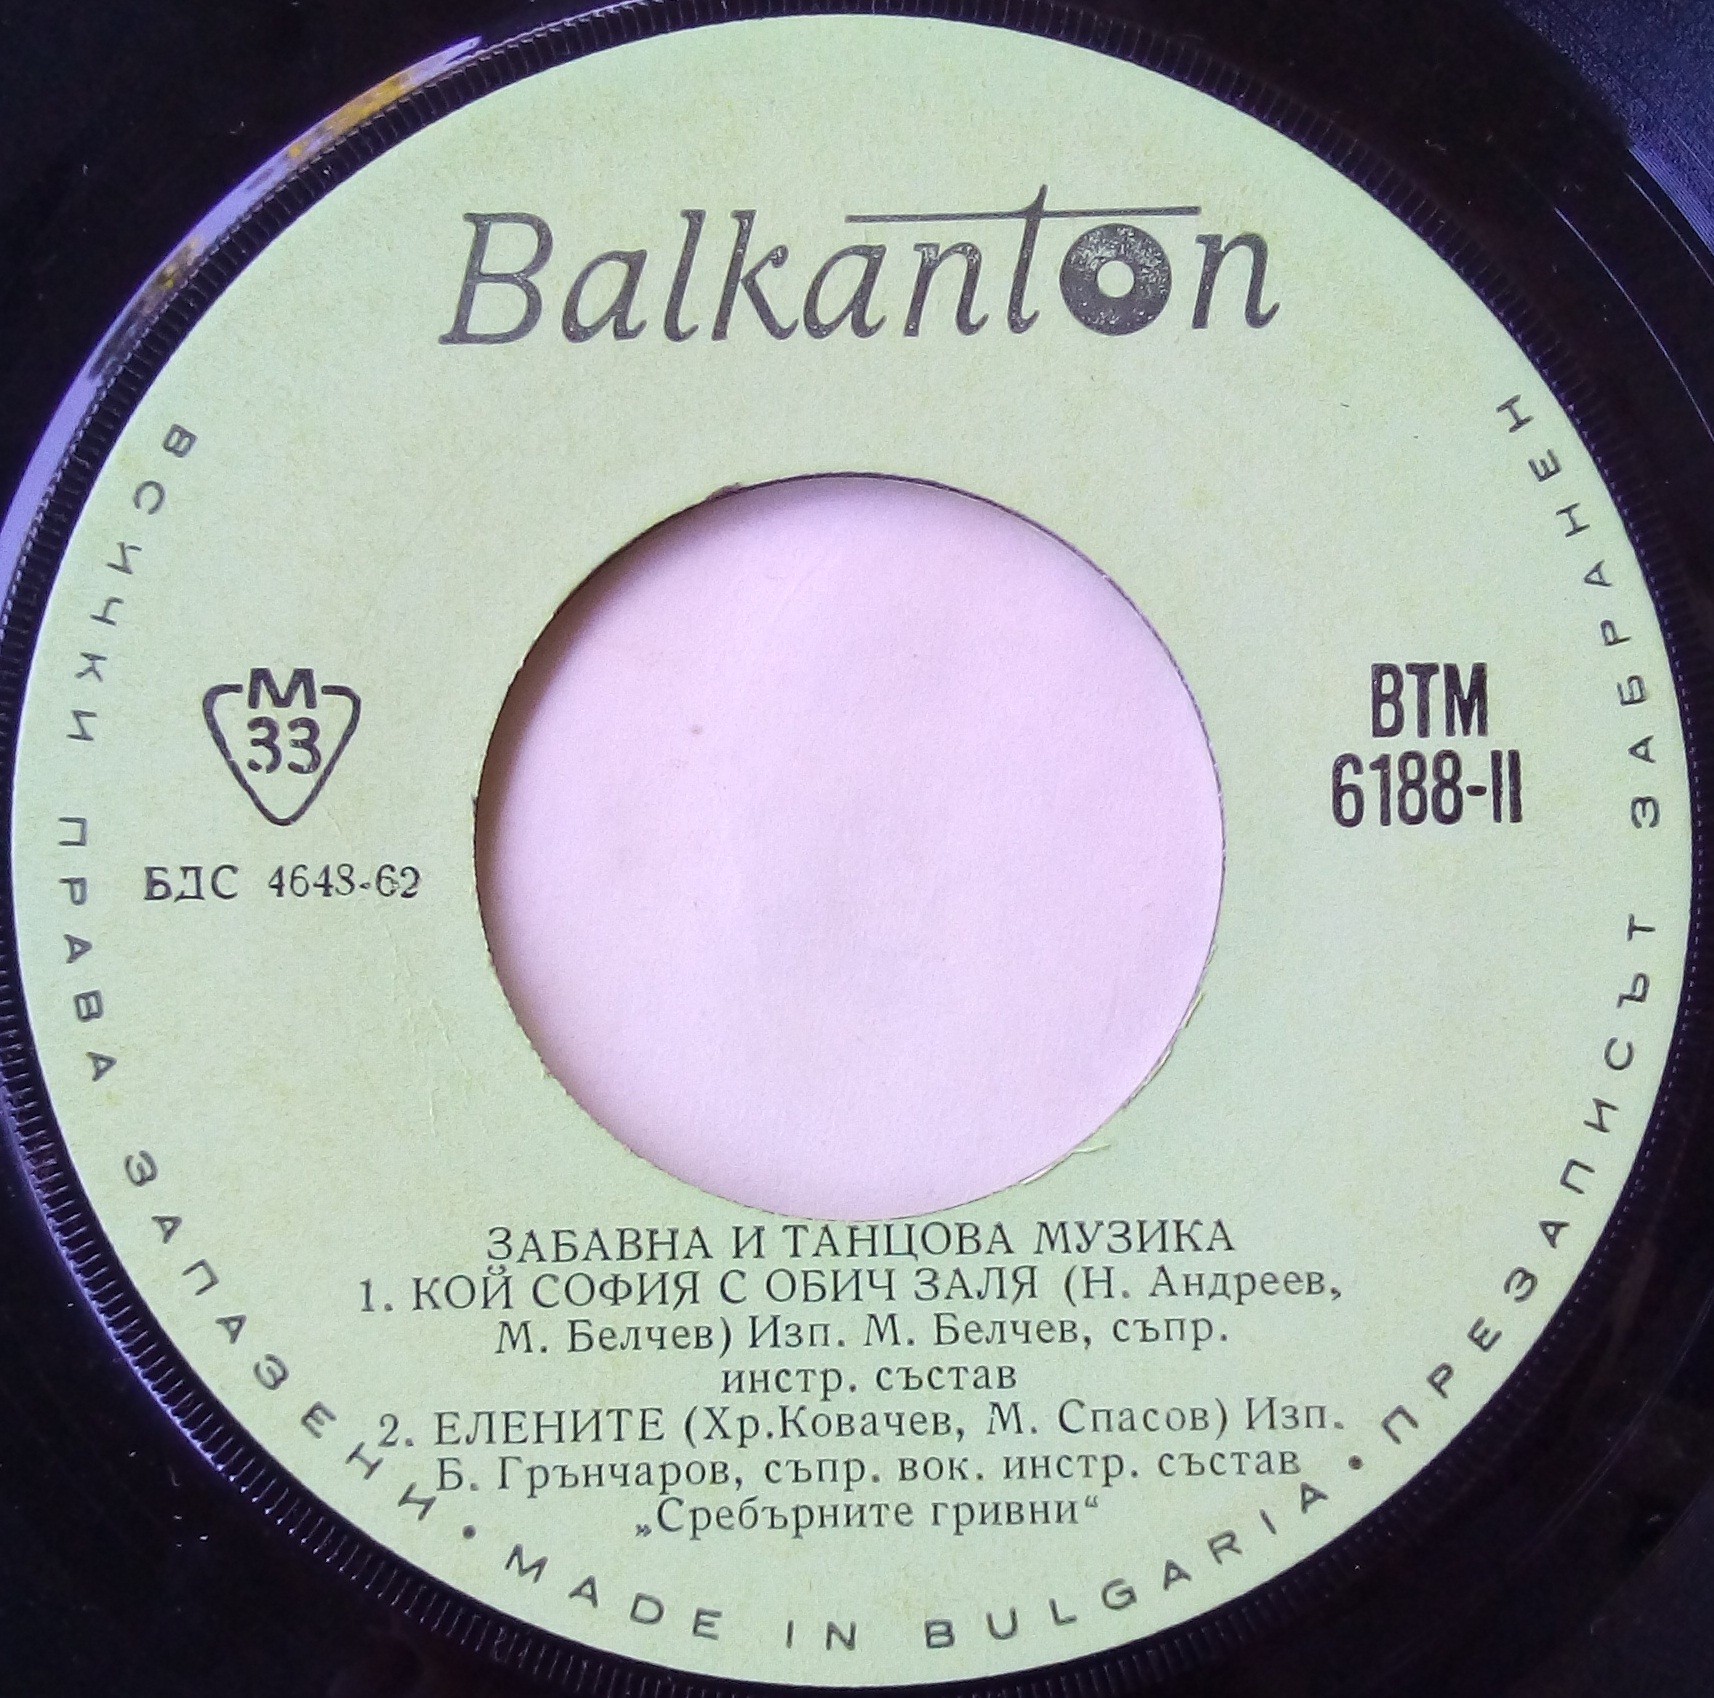 Balkanton
М
33
БДС 4643-62
ВТМ
6188-II
ЗАБАВНА И ТАНЦОВА МУЗИКА
1. КОЙ СОФИЯ С ОБИЧ ЗАЛЯ (Н. Андреев,
М. Белчев) Изп. М. Белчев, съпр.
инстр. състав
2. ЕЛЕНИТЕ (Хр.Ковачев, М. Спасов) Изп.
Б. Грънчаров, съпр. вок. инстр. състав
„Сребърните гривни“
ВСИЧКИ ПРАВА ЗАПАЗЕНИ • MADE IN BULGARIA • ПРЕЗАПИСЪТ ЗАБРАНЕН